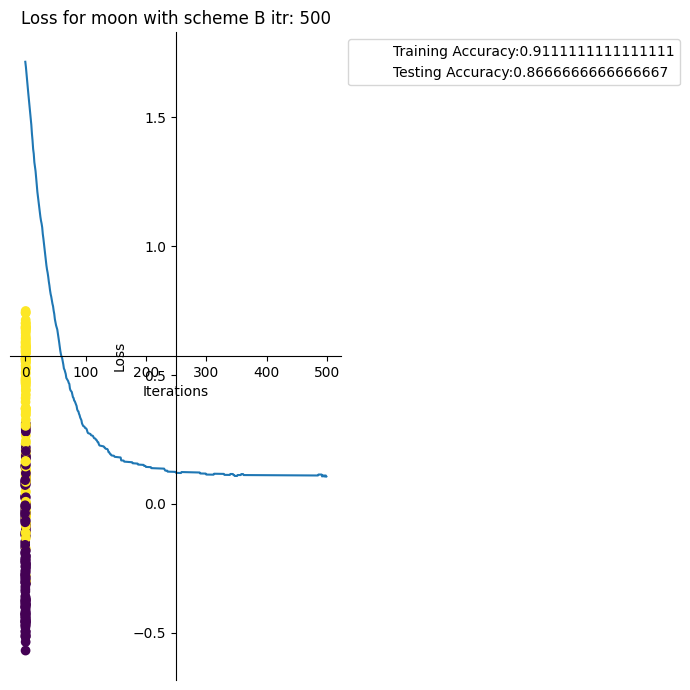 Loss for moon with scheme B itr: 500
Training Accuracy:0.9111111111111111
Testing Accuracy:0.8666666666666667
1.5
1.0
Loss
0 100 200 300 400 500
0.5
Iterations
0.0
−0.5